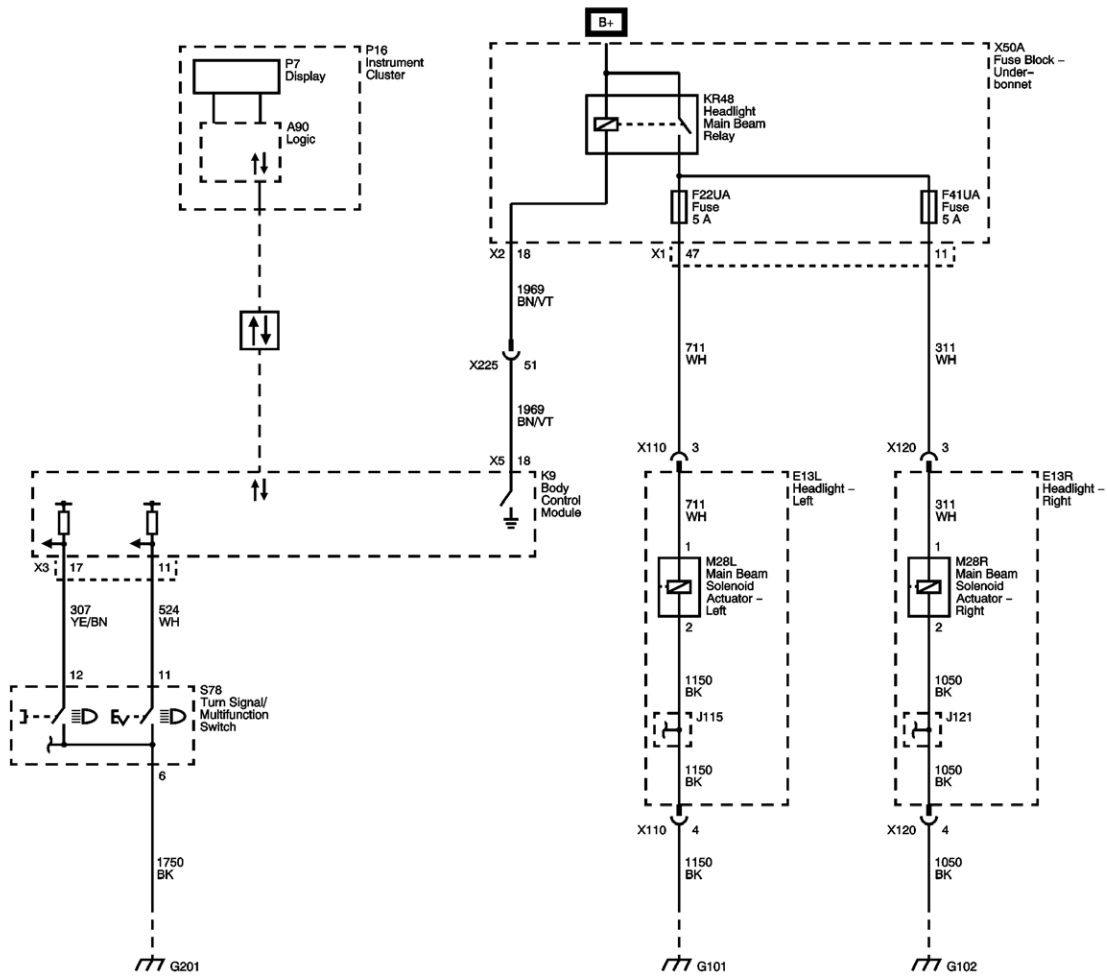 B+
X50A
Fuse Block –
Under–
bonnet
P16
Instrument
Cluster
P7
Display
A90
Logic
KR48
Headlight
Main Beam
Relay
F22UA
Fuse
5 A
F41UA
Fuse
5 A
X2 18
X1 47
11
1969
BN/VT
711
WH
311
WH
X225 51
1969
BN/VT
X110 3
X120 3
X5 18
K9
Body
Control
Module
E13L
Headlight –
Left
E13R
Headlight –
Right
711
WH
311
WH
1
M28L
Main Beam
Solenoid
Actuator –
Left
2
1
M28R
Main Beam
Solenoid
Actuator –
Right
2
X3 17
11
307
YE/BN
524
WH
12
11
S78
Turn Signal/
Multifunction
Switch
6
1150
BK
1050
BK
J115
J121
1150
BK
1050
BK
X110 4
X120 4
1750
BK
1150
BK
1050
BK
G201
G101
G102